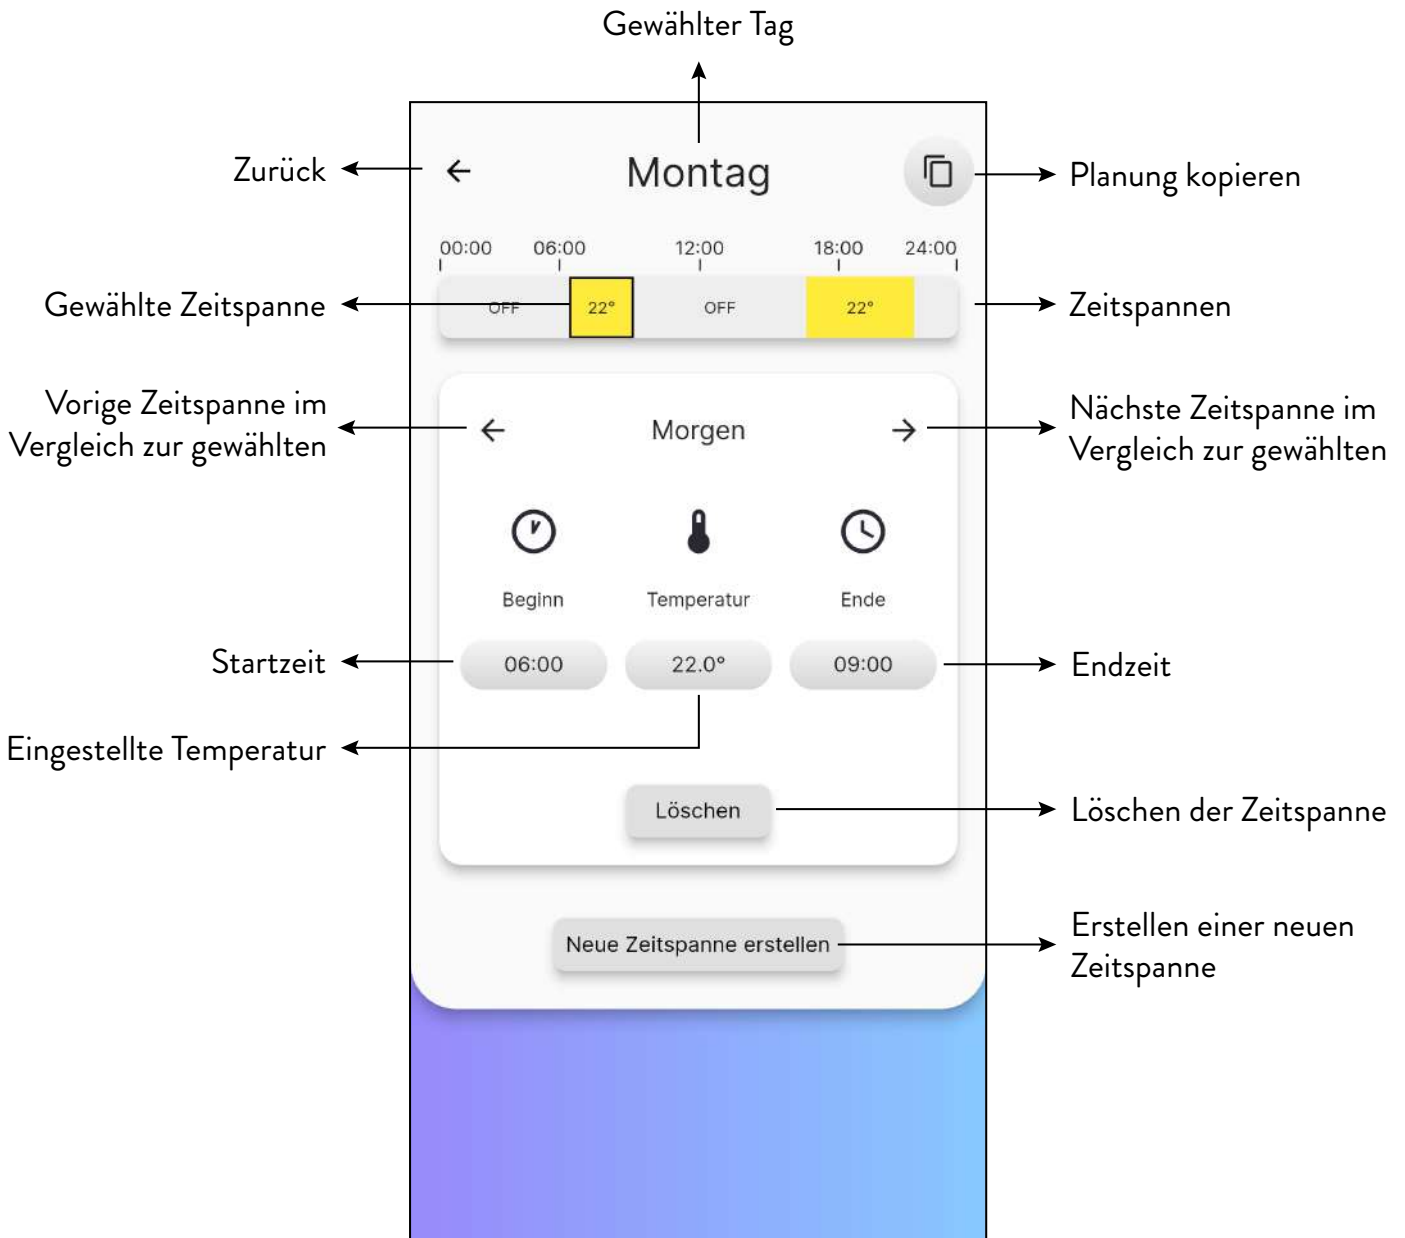 Gewählter Tag
Zurück
Montag
Planung kopieren
00:00 06:00 12:00 18:00 24:00
Gewählte Zeitspanne
OFF 22° OFF 22°
Zeitspannen
Vorige Zeitspanne im
Vergleich zur gewählten
Morgen
Nächste Zeitspanne im
Vergleich zur gewählten
Beginn Temperatur Ende
Startzeit
06:00 22.0° 09:00
Endzeit
Eingestellte Temperatur
Löschen
Löschen der Zeitspanne
Neue Zeitspanne erstellen
Erstellen einer neuen
Zeitspanne